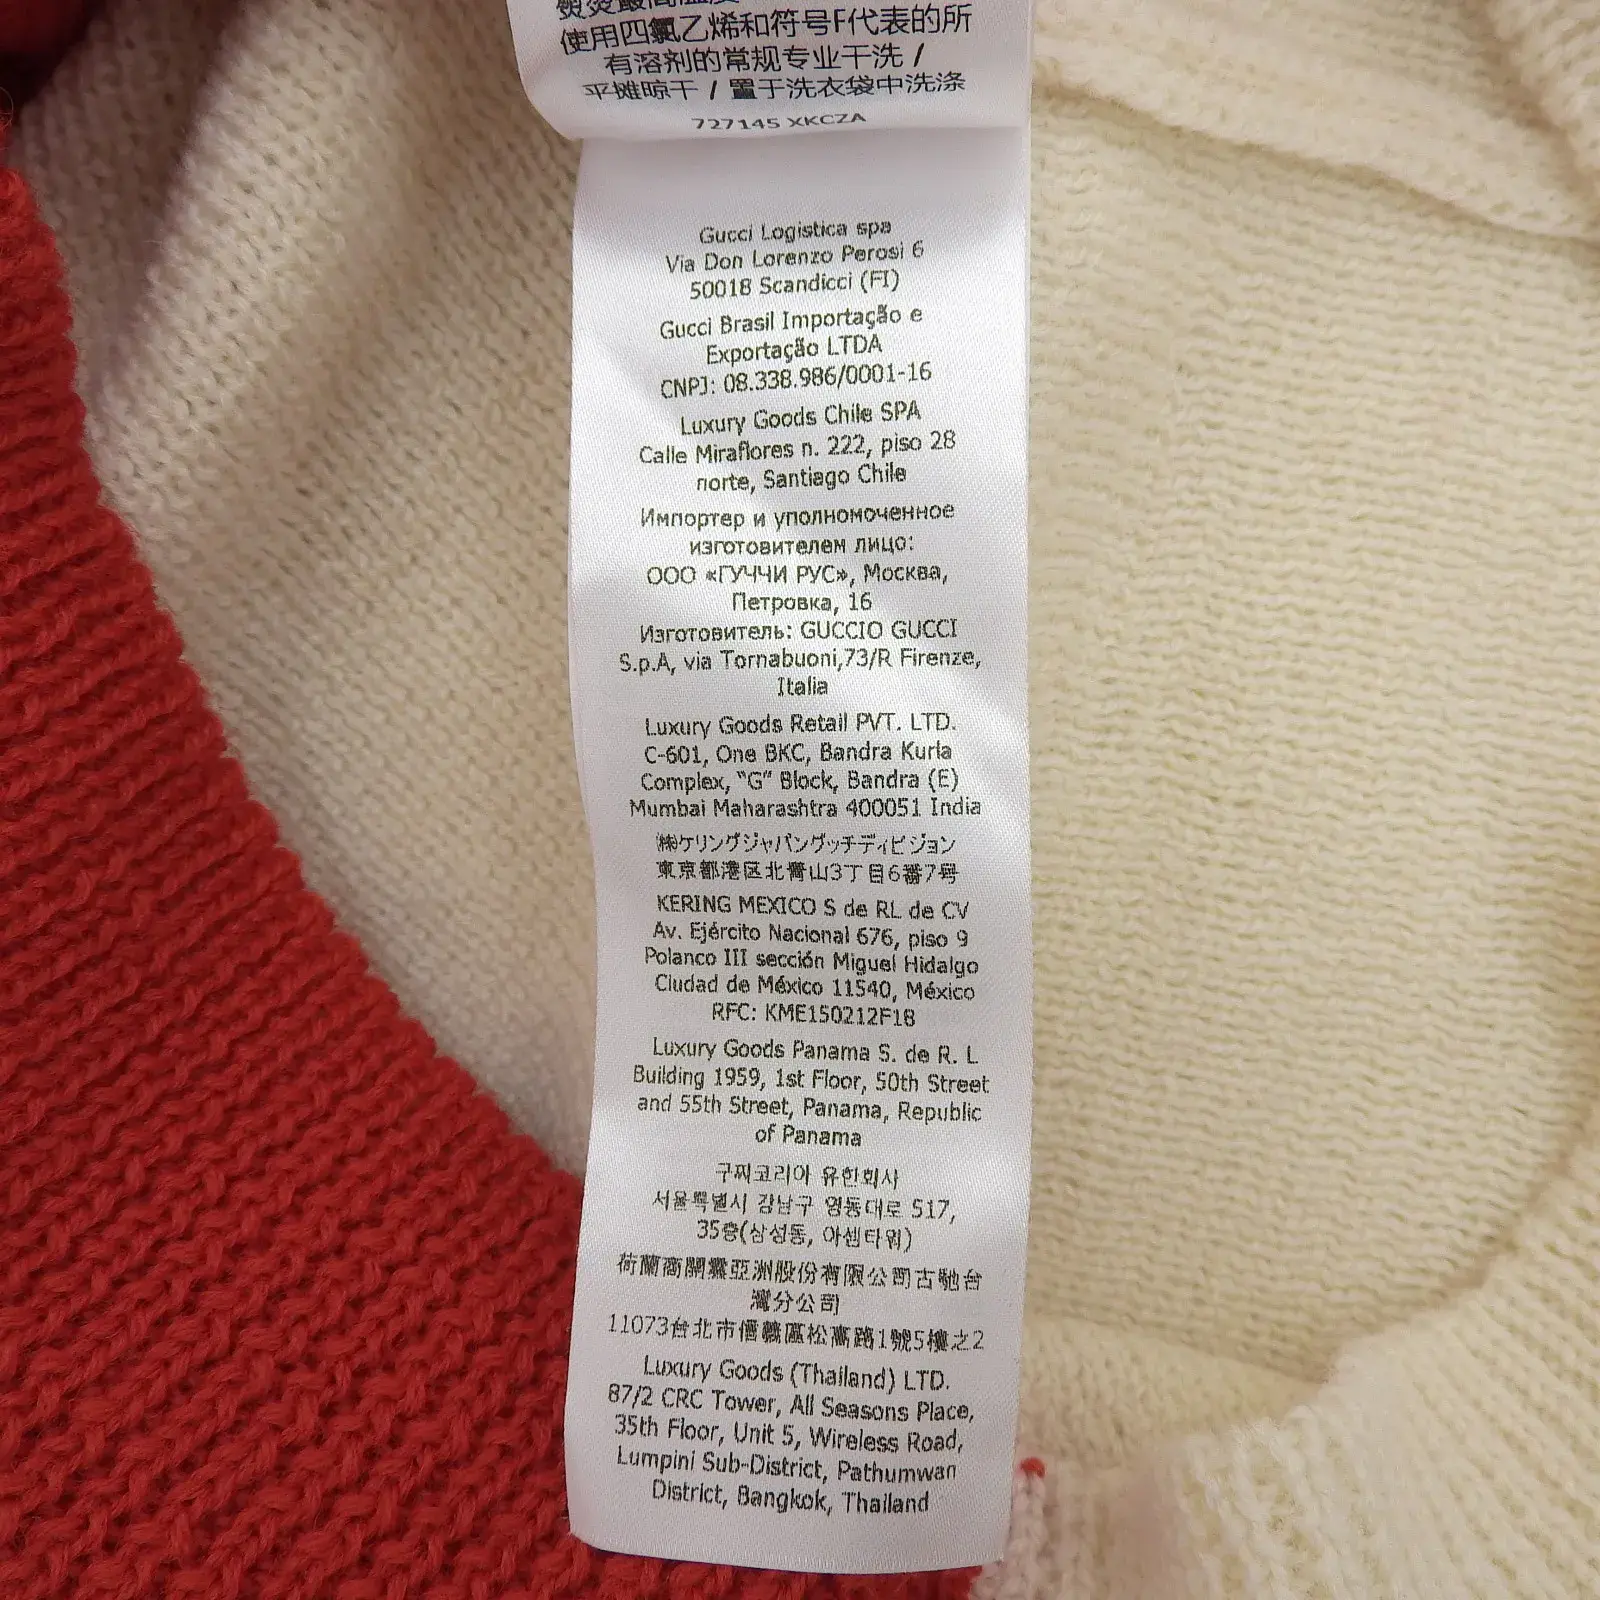 使用四氯乙烯和符号F代表的所
有溶剂的常规专业干洗 /
平摊晾干 / 置于洗衣袋中洗涤
727145 XKCZA
Gucci Logistica spa
Via Don Lorenzo Perosi 6
50018 Scandicci (FI)
Gucci Brasil Importação e
Exportação LTDA
CNPJ: 08.338.986/0001-16
Luxury Goods Chile SPA
Calle Miraflores n. 222, piso 28
norte, Santiago Chile
Импортер и уполномоченное
изготовителем лицо:
ООО «ГУЧЧИ РУС», Москва,
Петровка, 16
Изготовитель: GUCCIO GUCCI
S.p.A, via Tornabuoni,73/R Firenze,
Italia
Luxury Goods Retail PVT. LTD.
C-601, One BKC, Bandra Kurla
Complex, "G" Block, Bandra (E)
Mumbai Maharashtra 400051 India
㈱ケリングジャパングッチディビジョン
東京都港区北青山3丁目6番7号
KERING MEXICO S de RL de CV
Av. Ejército Nacional 676, piso 9
Polanco III sección Miguel Hidalgo
Ciudad de México 11540, México
RFC: KME150212F18
Luxury Goods Panama S. de R. L
Building 1959, 1st Floor, 50th Street
and 55th Street, Panama, Republic
of Panama
구찌코리아 유한회사
서울특별시 강남구 영동대로 517,
35층(삼성동, 아셈타워)
荷蘭商開雲亞洲股份有限公司古馳台
灣分公司
11073台北市信義區松高路1號5樓之2
Luxury Goods (Thailand) LTD.
87/2 CRC Tower, All Seasons Place,
35th Floor, Unit 5, Wireless Road,
Lumpini Sub-District, Pathumwan
District, Bangkok, Thailand